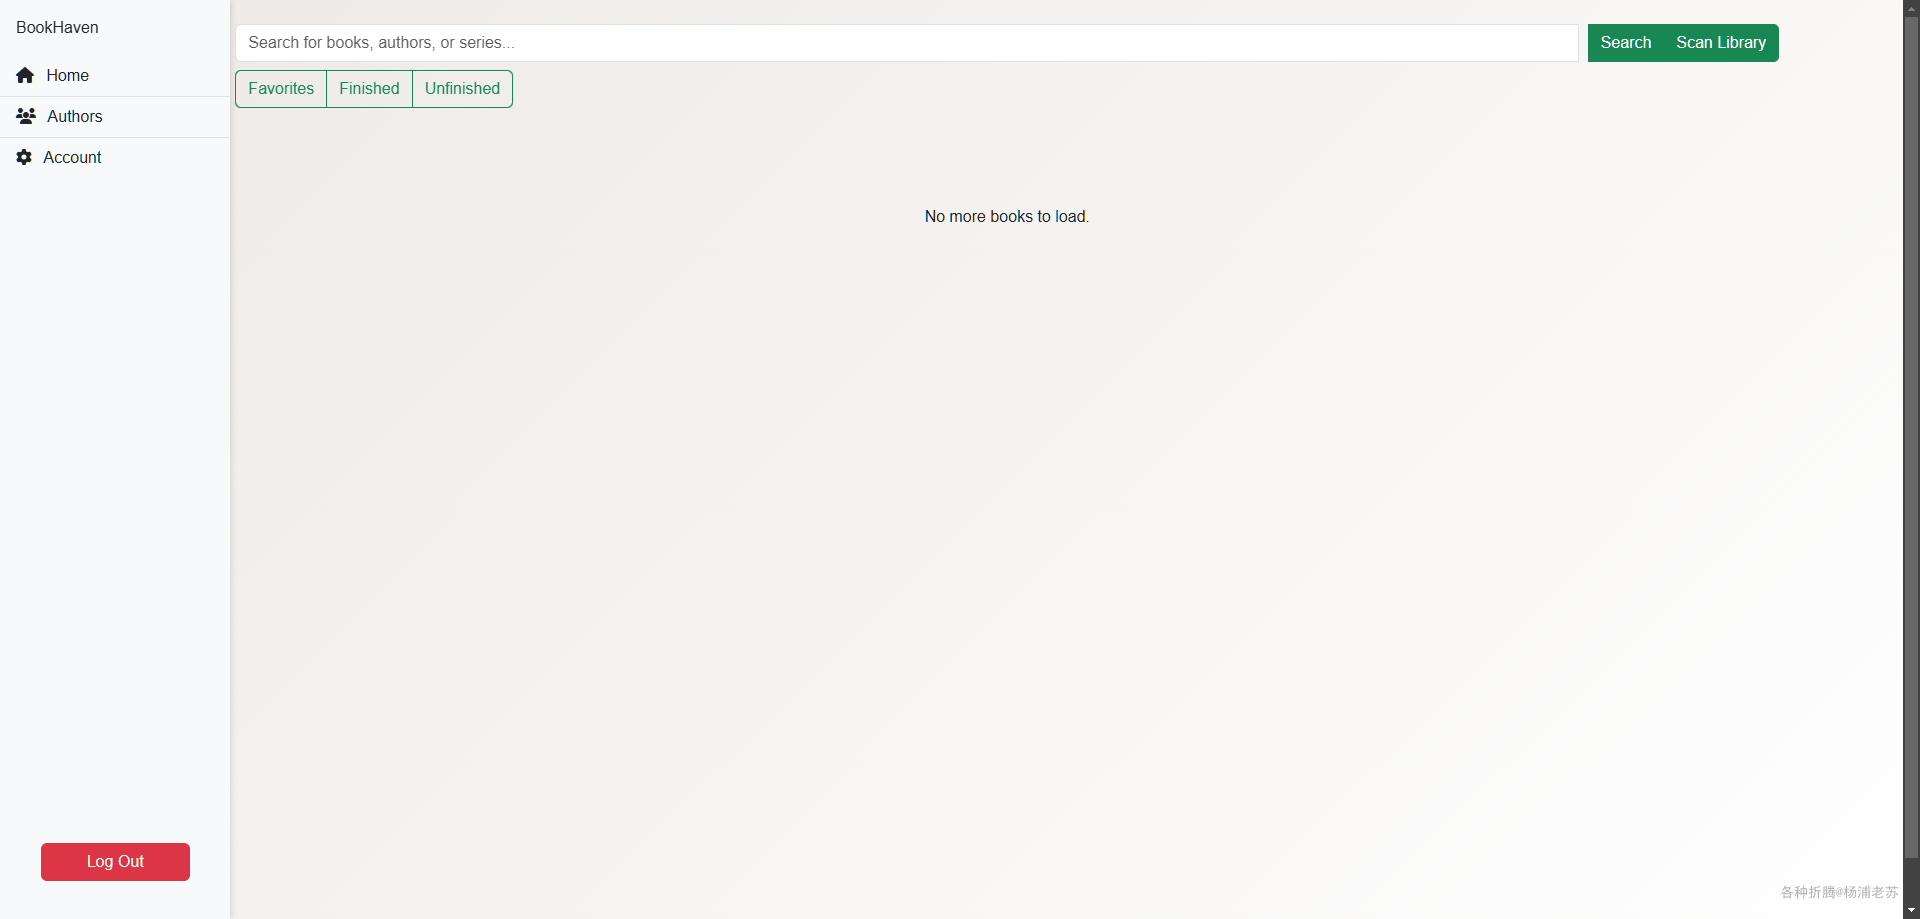 BookHaven
Home
Authors
Account
Log Out
Search for books, authors, or series...
Search
Scan Library
Favorites
Finished
Unfinished
No more books to load.
各种折腾@杨浦老苏